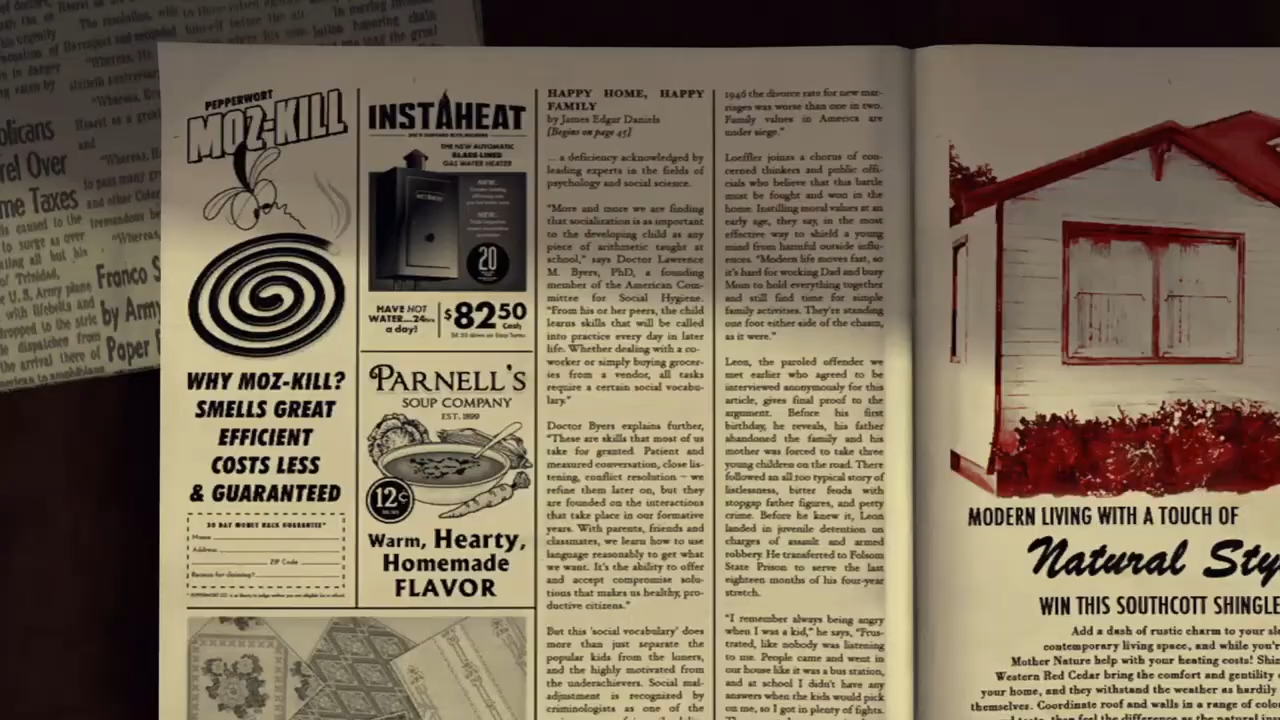 olicans
rel Over
me Taxes
Franco S
by Army
Paper
PEPPERWORT
MOZ-KILL
WHY MOZ-KILL?
SMELLS GREAT
EFFICIENT
COSTS LESS
& GUARANTEED
30 DAY MONEY BACK GUARANTEE*
Name
Address
ZIP Code
Reason for claiming?
INSTAHEAT
THE NEW AUTOMATIC
GLASS-LINED
GAS WATER HEATER
NEW:
NEW:
20
HAVE HOT
WATER...24hrs
a day!
$82.50
Cash
PARNELL'S
SOUP COMPANY
EST. 1899
12¢
Warm, Hearty,
Homemade
FLAVOR
HAPPY HOME, HAPPY
FAMILY
by James Edgar Daniels
[Begins on page 45]
... a deficiency acknowledged by
leading experts in the fields of
psychology and social science.
"More and more we are finding
that socialization is as important
to the developing child as any
piece of arithmetic taught at
school," says Doctor Lawrence
M. Byers, PhD, a founding
member of the American Com-
mittee for Social Hygiene.
"From his or her peers, the child
learns skills that will be called
into practice every day in later
life. Whether dealing with a co-
worker or simply buying grocer-
ies from a vendor, all tasks
require a certain social vocabu-
lary."
Doctor Byers explains further,
"These are skills that most of us
take for granted. Patient and
measured conversation, close lis-
tening, conflict resolution – we
refine them later on, but they
are founded on the interactions
that take place in our formative
years. With parents, friends and
classmates, we learn how to use
language reasonably to get what
we want. It's the ability to offer
and accept compromise solu-
tions that makes us healthy, pro-
ductive citizens."
But this 'social vocabulary' does
more than just separate the
popular kids from the loners,
and the highly motivated from
the underachievers. Social mal-
adjustment is recognized by
criminologists as one of the
1946 the divorce rate for new mar-
riages was worse than one in two.
Family values in America are
under siege."
Loeffler joins a chorus of con-
cerned thinkers and public offi-
cials who believe that this battle
must be fought and won in the
home. Instilling moral values at an
early age, they say, is the most
effective way to shield a young
mind from harmful outside influ-
ences. "Modern life moves fast, so
it's hard for working Dad and busy
Mom to hold everything together
and still find time for simple
family activities. They're standing
one foot either side of the chasm,
as it were."
Leon, the paroled offender we
met earlier who agreed to be
interviewed anonymously for this
article, gives final proof to the
argument. Before his first
birthday, he reveals, his father
abandoned the family and his
mother was forced to take three
young children on the road. There
followed an all too typical story of
listlessness, bitter feuds with
stopgap father figures, and petty
crime. Before he knew it, Leon
landed in juvenile detention on
charges of assault and armed
robbery. He transferred to Folsom
State Prison to serve the last
eighteen months of his four-year
stretch.
"I remember always being angry
when I was a kid," he says, "Frus-
trated, like nobody was listening
to me. People came and went in
our house like it was a bus station,
and at school I didn't have any
answers when the kids would pick
on me, so I got in plenty of fights.
MODERN LIVING WITH A TOUCH OF
Natural Sty
WIN THIS SOUTHCOTT SHINGLE
Add a dash of rustic charm to your
contemporary living space, and while you're
Mother Nature help with your heating costs!
Western Red Cedar bring the comfort and gentility
your home, and they withstand the weather as hardily
themselves. Coordinate roof and walls in a range of